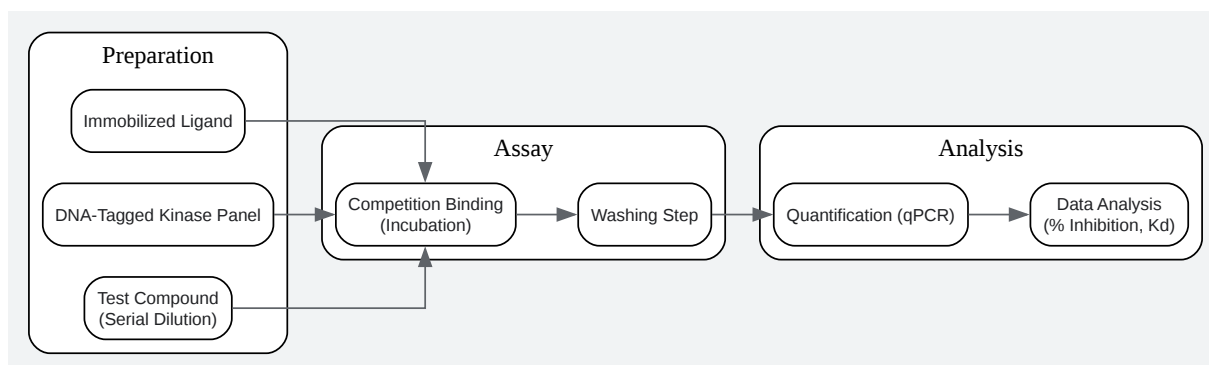 Preparation
Immobilized Ligand
DNA-Tagged Kinase Panel
Test Compound
(Serial Dilution)
Assay
Competition Binding
(Incubation)
Washing Step
Analysis
Quantification (qPCR)
Data Analysis
(% Inhibition, Kd)